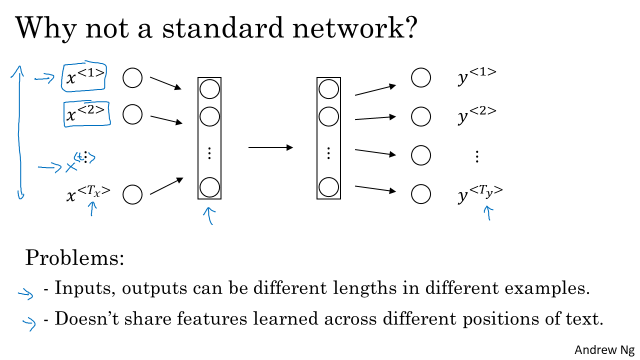 Why not a standard network?
x<1> y<1>
x<2> y<2>
⋮ x<t> ⋮ ⋮ ⋮
x<Tx> y<Ty>
Problems:
- Inputs, outputs can be different lengths in different examples.
- Doesn't share features learned across different positions of text.
Andrew Ng